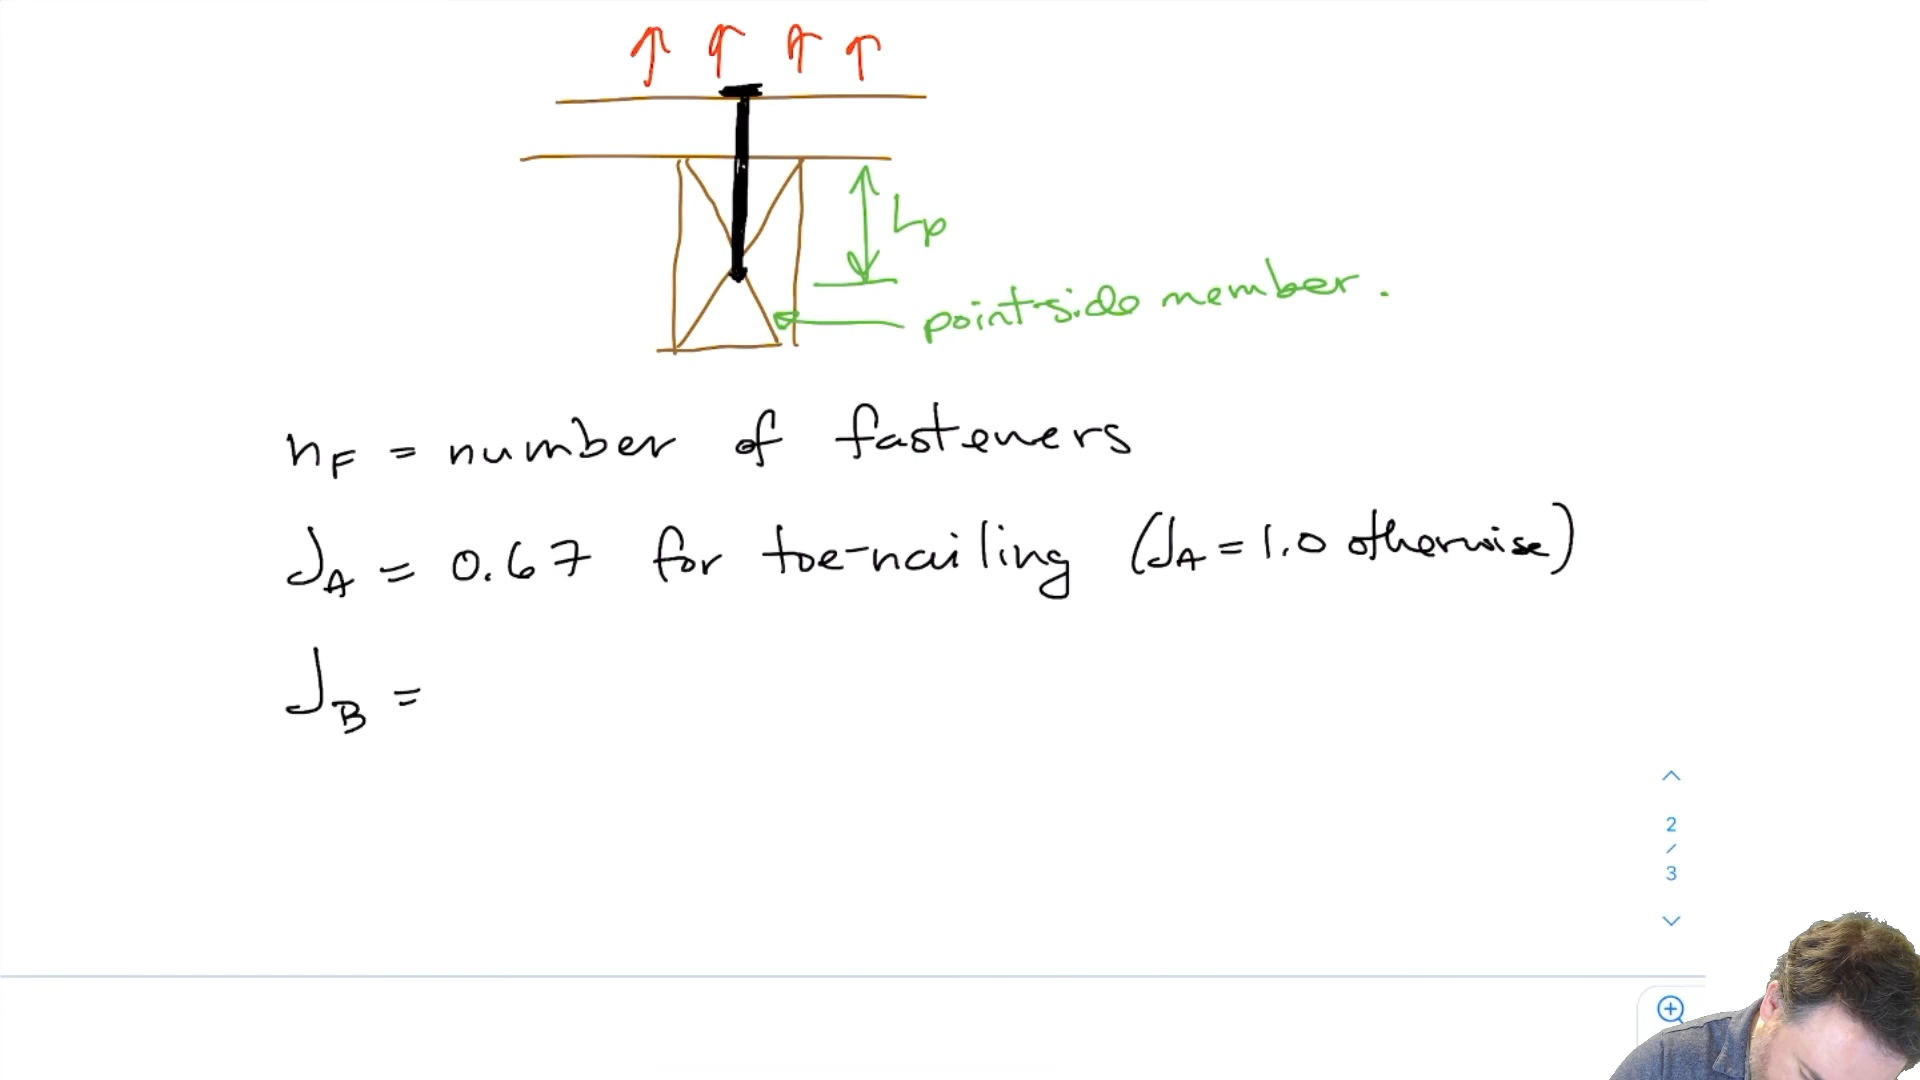 Lp
point-side member.
nF = number of fasteners
JA = 0.67 for toe-nailing (JA = 1.0 otherwise)
JB =
2
/
3